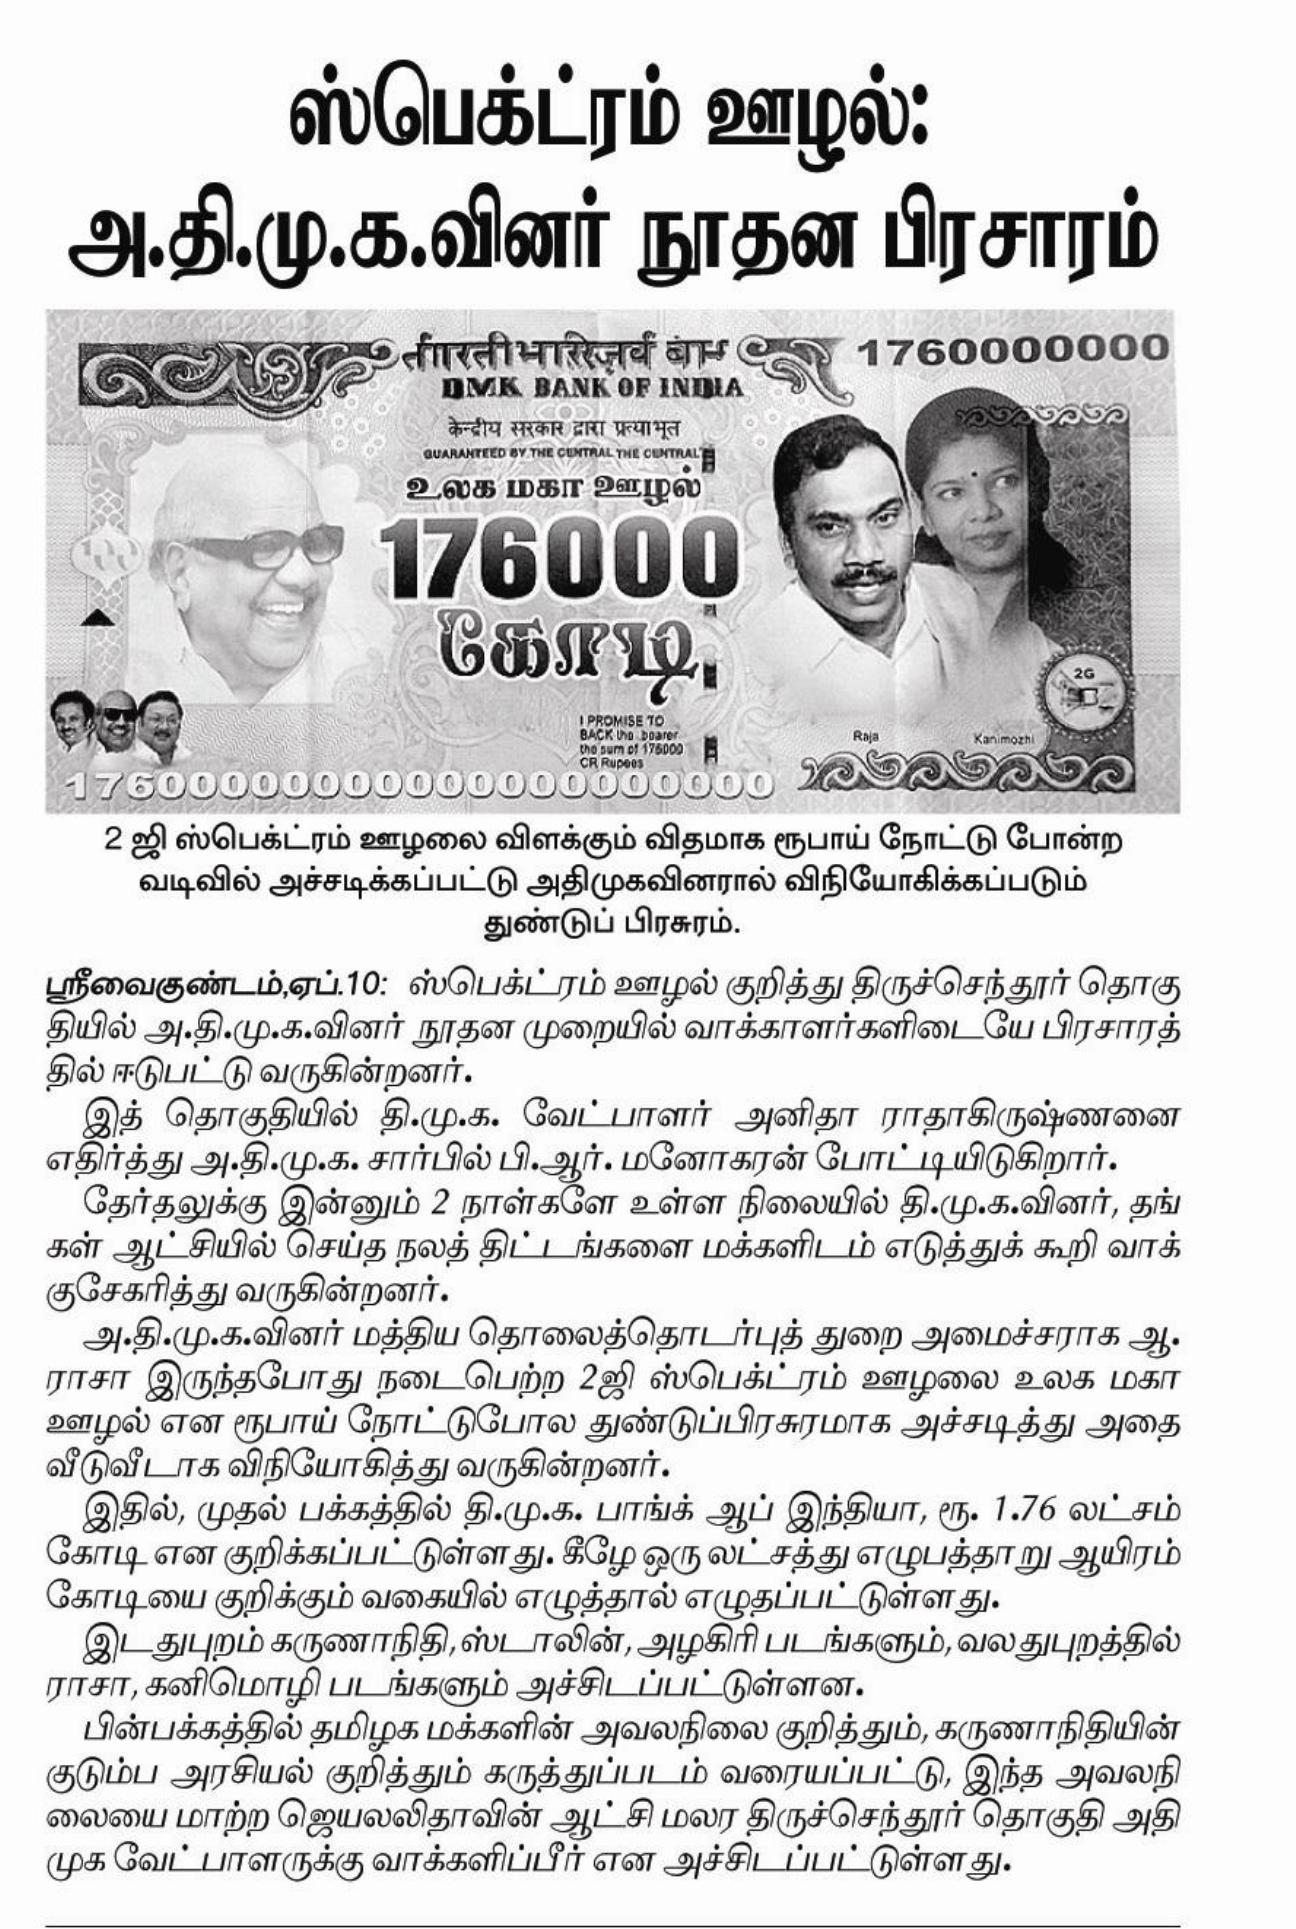 ஸ்பெக்ட்ரம் ஊழல்:
அ.தி.மு.க.வினர் நூதன பிரசாரம்
1760000000
DMK BANK OF INDIA
केन्दीय सरकार द्वारा प्रत्याभूत
GUARANTEED BY THE CENTRAL THE CENTRAL
உலக மகா ஊழல்
176000
கோடி
2G
I PROMISE TO
BACK the bearer
the sum of 176000
CR Rupees
Raja
Kanimozhi
2 ஜி ஸ்பெக்ட்ரம் ஊழலை விளக்கும் விதமாக ரூபாய் நோட்டு போன்ற
வடிவில் அச்சடிக்கப்பட்டு அதிமுகவினரால் விநியோகிக்கப்படும்
துண்டுப் பிரசுரம்.
ஸ்ரீவைகுண்டம்,ஏப்.10: ஸ்பெக்ட்ரம் ஊழல் குறித்து திருச்செந்தூர் தொகு
தியில் அ.தி.மு.க.வினர் நூதன முறையில் வாக்காளர்களிடையே பிரசாரத்
தில் ஈடுபட்டு வருகின்றனர்.
இத் தொகுதியில் தி.மு.க. வேட்பாளர் அனிதா ராதாகிருஷ்ணனை
எதிர்த்து அ.தி.மு.க. சார்பில் பி.ஆர். மனோகரன் போட்டியிடுகிறார்.
தேர்தலுக்கு இன்னும் 2 நாள்களே உள்ள நிலையில் தி.மு.க.வினர், தங்
கள் ஆட்சியில் செய்த நலத் திட்டங்களை மக்களிடம் எடுத்துக் கூறி வாக்
குசேகரித்து வருகின்றனர்.
அ.தி.மு.க.வினர் மத்திய தொலைத்தொடர்புத் துறை அமைச்சராக ஆ.
ராசா இருந்தபோது நடைபெற்ற 2ஜி ஸ்பெக்ட்ரம் ஊழலை உலக மகா
ஊழல் என ரூபாய் நோட்டுபோல துண்டுப்பிரசுரமாக அச்சடித்து அதை
வீடுவீடாக விநியோகித்து வருகின்றனர்.
இதில், முதல் பக்கத்தில் தி.மு.க. பாங்க் ஆப் இந்தியா, ரூ. 1.76 லட்சம்
கோடி என குறிக்கப்பட்டுள்ளது. கீழே ஒரு லட்சத்து எழுபத்தாறு ஆயிரம்
கோடியை குறிக்கும் வகையில் எழுத்தால் எழுதப்பட்டுள்ளது.
இடதுபுறம் கருணாநிதி, ஸ்டாலின், அழகிரி படங்களும், வலதுபுறத்தில்
ராசா, கனிமொழி படங்களும் அச்சிடப்பட்டுள்ளன.
பின்பக்கத்தில் தமிழக மக்களின் அவலநிலை குறித்தும், கருணாநிதியின்
குடும்ப அரசியல் குறித்தும் கருத்துப்படம் வரையப்பட்டு, இந்த அவலநி
லையை மாற்ற ஜெயலலிதாவின் ஆட்சி மலர திருச்செந்தூர் தொகுதி அதி
முக வேட்பாளருக்கு வாக்களிப்பீர் என அச்சிடப்பட்டுள்ளது.